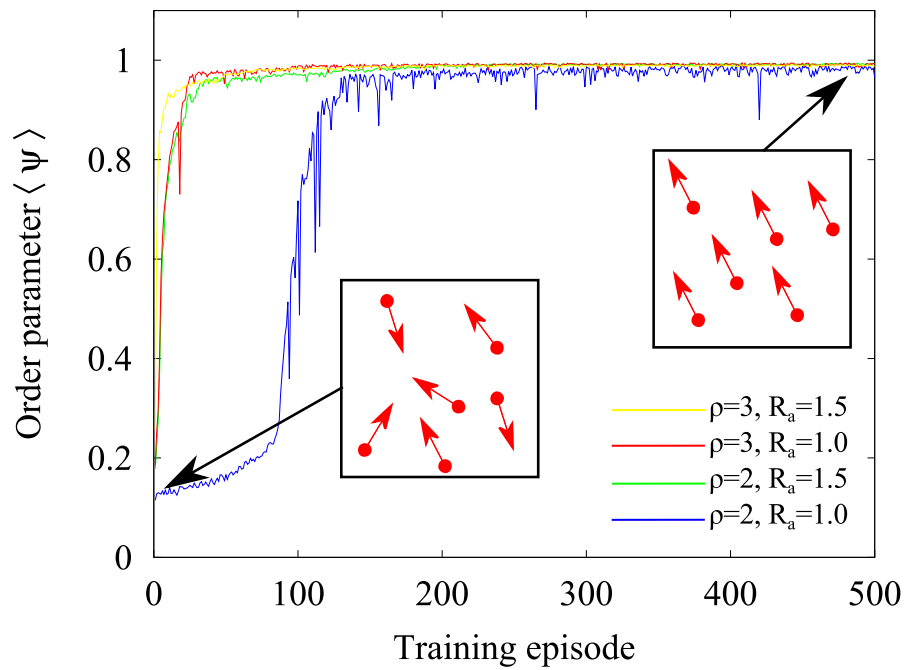 Order parameter ⟨ ψ ⟩
1
0.8
0.6
0.4
0.2
0
0 100 200 300 400 500
Training episode
ρ=3, Rₐ=1.5
ρ=3, Rₐ=1.0
ρ=2, Rₐ=1.5
ρ=2, Rₐ=1.0